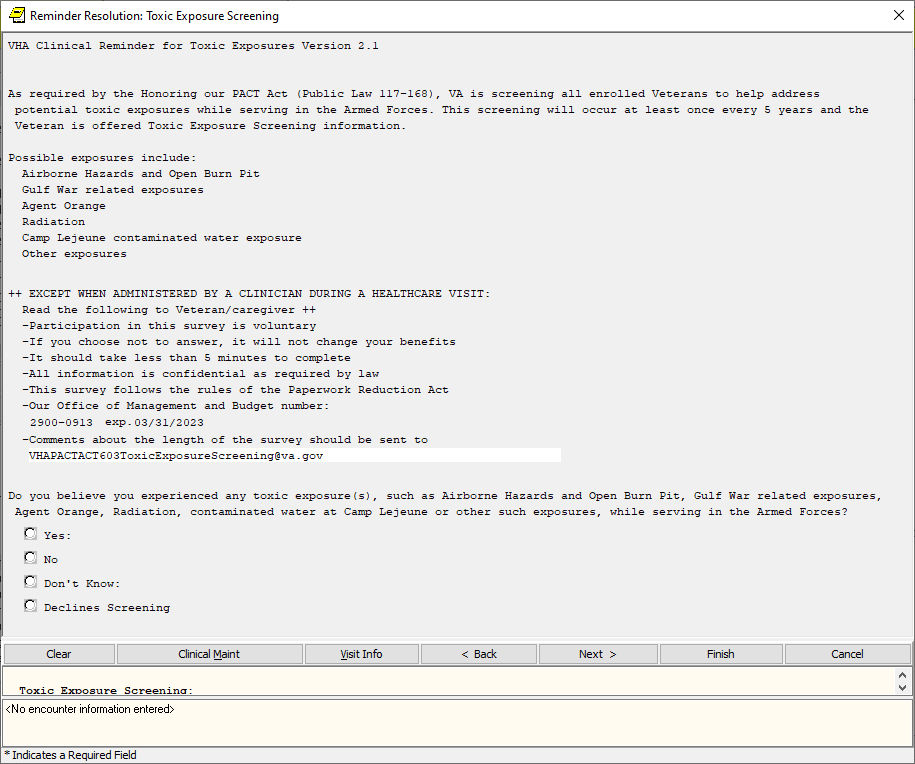 Reminder Resolution: Toxic Exposure Screening
VHA Clinical Reminder for Toxic Exposures Version 2.1
As required by the Honoring our PACT Act (Public Law 117-168), VA is screening all enrolled Veterans to help address
potential toxic exposures while serving in the Armed Forces. This screening will occur at least once every 5 years and the
Veteran is offered Toxic Exposure Screening information.
Possible exposures include:
Airborne Hazards and Open Burn Pit
Gulf War related exposures
Agent Orange
Radiation
Camp Lejeune contaminated water exposure
Other exposures
++ EXCEPT WHEN ADMINISTERED BY A CLINICIAN DURING A HEALTHCARE VISIT:
Read the following to Veteran/caregiver ++
-Participation in this survey is voluntary
-If you choose not to answer, it will not change your benefits
-It should take less than 5 minutes to complete
-All information is confidential as required by law
-This survey follows the rules of the Paperwork Reduction Act
-Our Office of Management and Budget number:
2900-0913 exp.03/31/2023
-Comments about the length of the survey should be sent to
VHAPACTACT603ToxicExposureScreening@va.gov
Do you believe you experienced any toxic exposure(s), such as Airborne Hazards and Open Burn Pit, Gulf War related exposures,
Agent Orange, Radiation, contaminated water at Camp Lejeune or other such exposures, while serving in the Armed Forces?
Yes:
No
Don't Know:
Declines Screening
Clear Clinical Maint Visit Info < Back Next > Finish Cancel
Toxic Exposure Screening:
<No encounter information entered>
* Indicates a Required Field